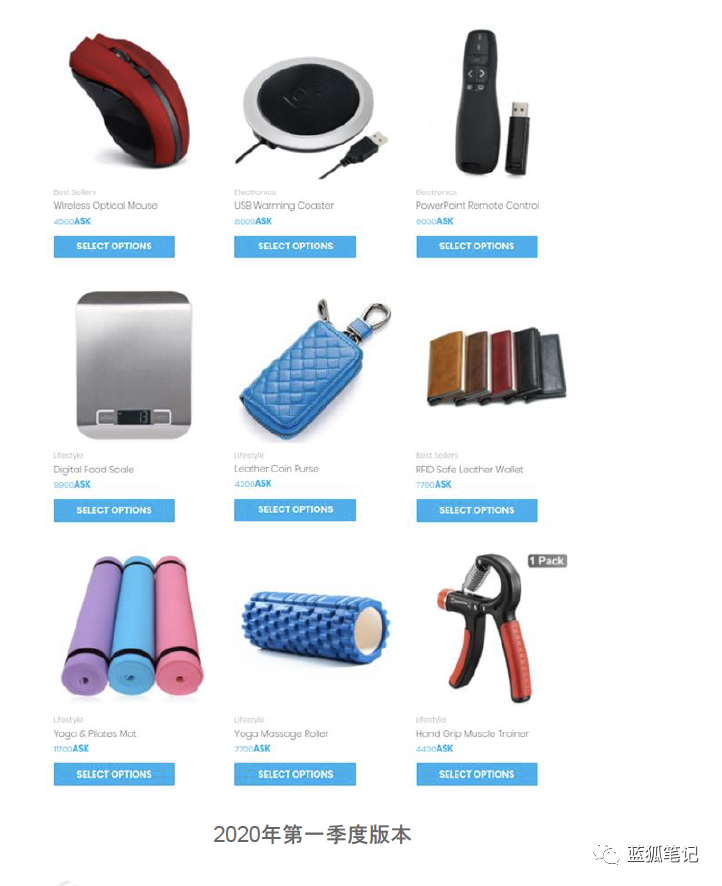 Best Sellers
Wireless Optical Mouse
4500ASK
SELECT OPTIONS
Electronics
USB Warming Coaster
8000ASK
SELECT OPTIONS
Electronics
PowerPoint Remote Control
6000ASK
SELECT OPTIONS
Lifestyle
Digital Food Scale
9900ASK
SELECT OPTIONS
Lifestyle
Leather Coin Purse
4200ASK
SELECT OPTIONS
Best Sellers
RFID Safe Leather Wallet
7700ASK
SELECT OPTIONS
Lifestyle
Yoga & Pilates Mat
11700ASK
SELECT OPTIONS
Lifestyle
Yoga Massage Roller
7700ASK
SELECT OPTIONS
1 Pack
Lifestyle
Hand Grip Muscle Trainer
4400ASK
SELECT OPTIONS
2020年第一季度版本
蓝狐笔记